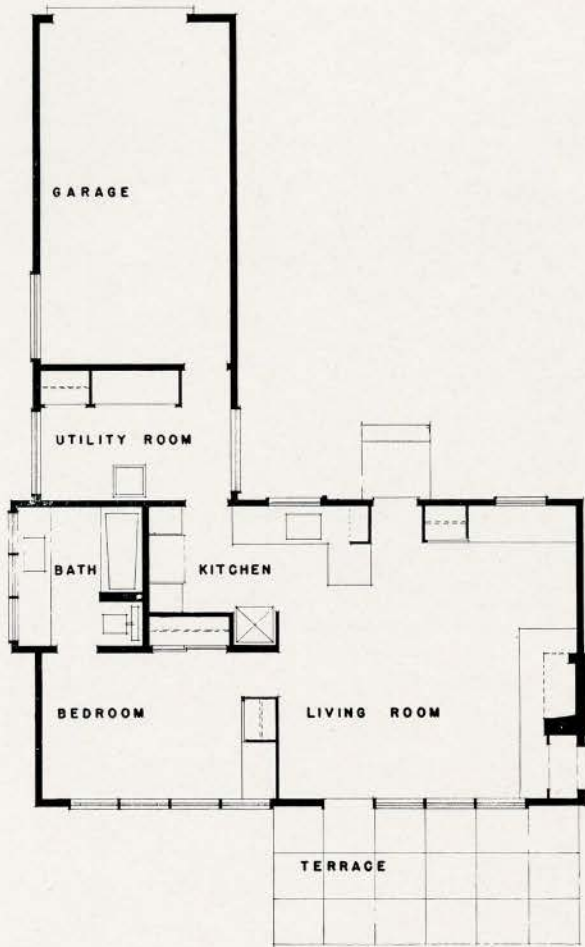 GARAGE
UTILITY ROOM
BATH
KITCHEN
BEDROOM
LIVING ROOM
TERRACE